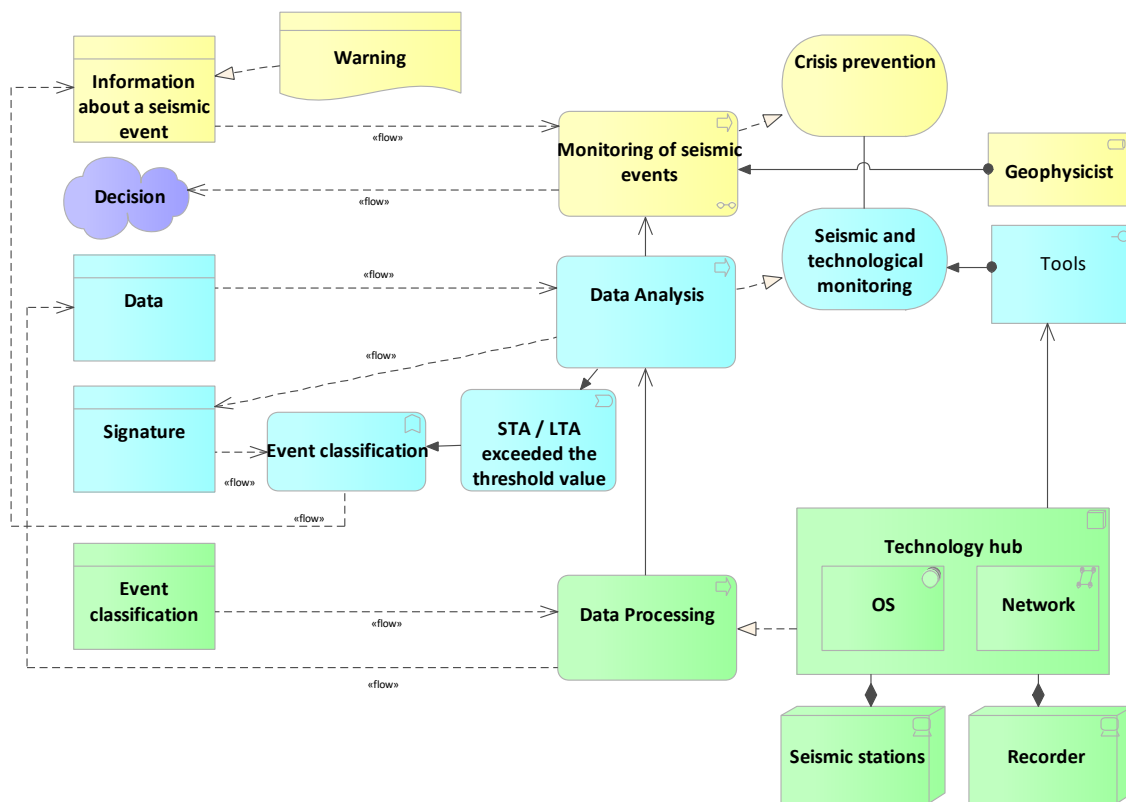 Warning
Information
about a seismic
event
Crisis prevention
«flow»
Monitoring of seismic
events
Geophysicist
Decision
«flow»
Seismic and
technological
monitoring
Tools
Data
«flow»
Data Analysis
«flow»
Signature
Event classification
STA / LTA
exceeded the
threshold value
«flow»
«flow»
Technology hub
Event
classification
OS
Network
Data Processing
«flow»
«flow»
Seismic stations
Recorder